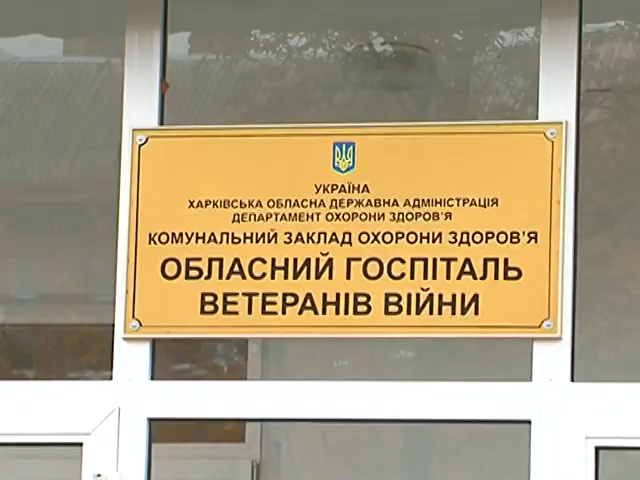 УКРАЇНА
ХАРКІВСЬКА ОБЛАСНА ДЕРЖАВНА АДМІНІСТРАЦІЯ
ДЕПАРТАМЕНТ ОХОРОНИ ЗДОРОВ'Я
КОМУНАЛЬНИЙ ЗАКЛАД ОХОРОНИ ЗДОРОВ'Я
ОБЛАСНИЙ ГОСПІТАЛЬ
ВЕТЕРАНІВ ВІЙНИ